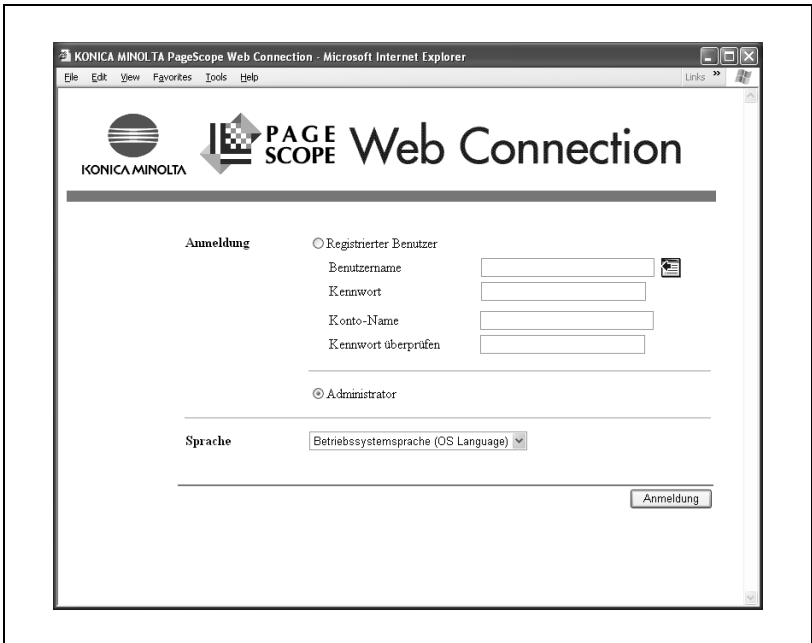 KONICA MINOLTA PageScope Web Connection - Microsoft Internet Explorer
File Edit View Favorites Tools Help Links »
KONICA MINOLTA
PAGE SCOPE Web Connection
Anmeldung Registrierter Benutzer
Benutzername
Kennwort
Konto-Name
Kennwort überprüfen
Administrator
Sprache Betriebssystemsprache (OS Language)
Anmeldung